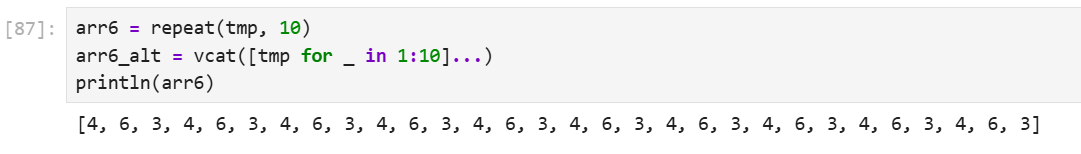 [87]:
arr6 = repeat(tmp, 10)
arr6_alt = vcat([tmp for _ in 1:10]...)
println(arr6)
[4, 6, 3, 4, 6, 3, 4, 6, 3, 4, 6, 3, 4, 6, 3, 4, 6, 3, 4, 6, 3, 4, 6, 3, 4, 6, 3, 4, 6, 3]